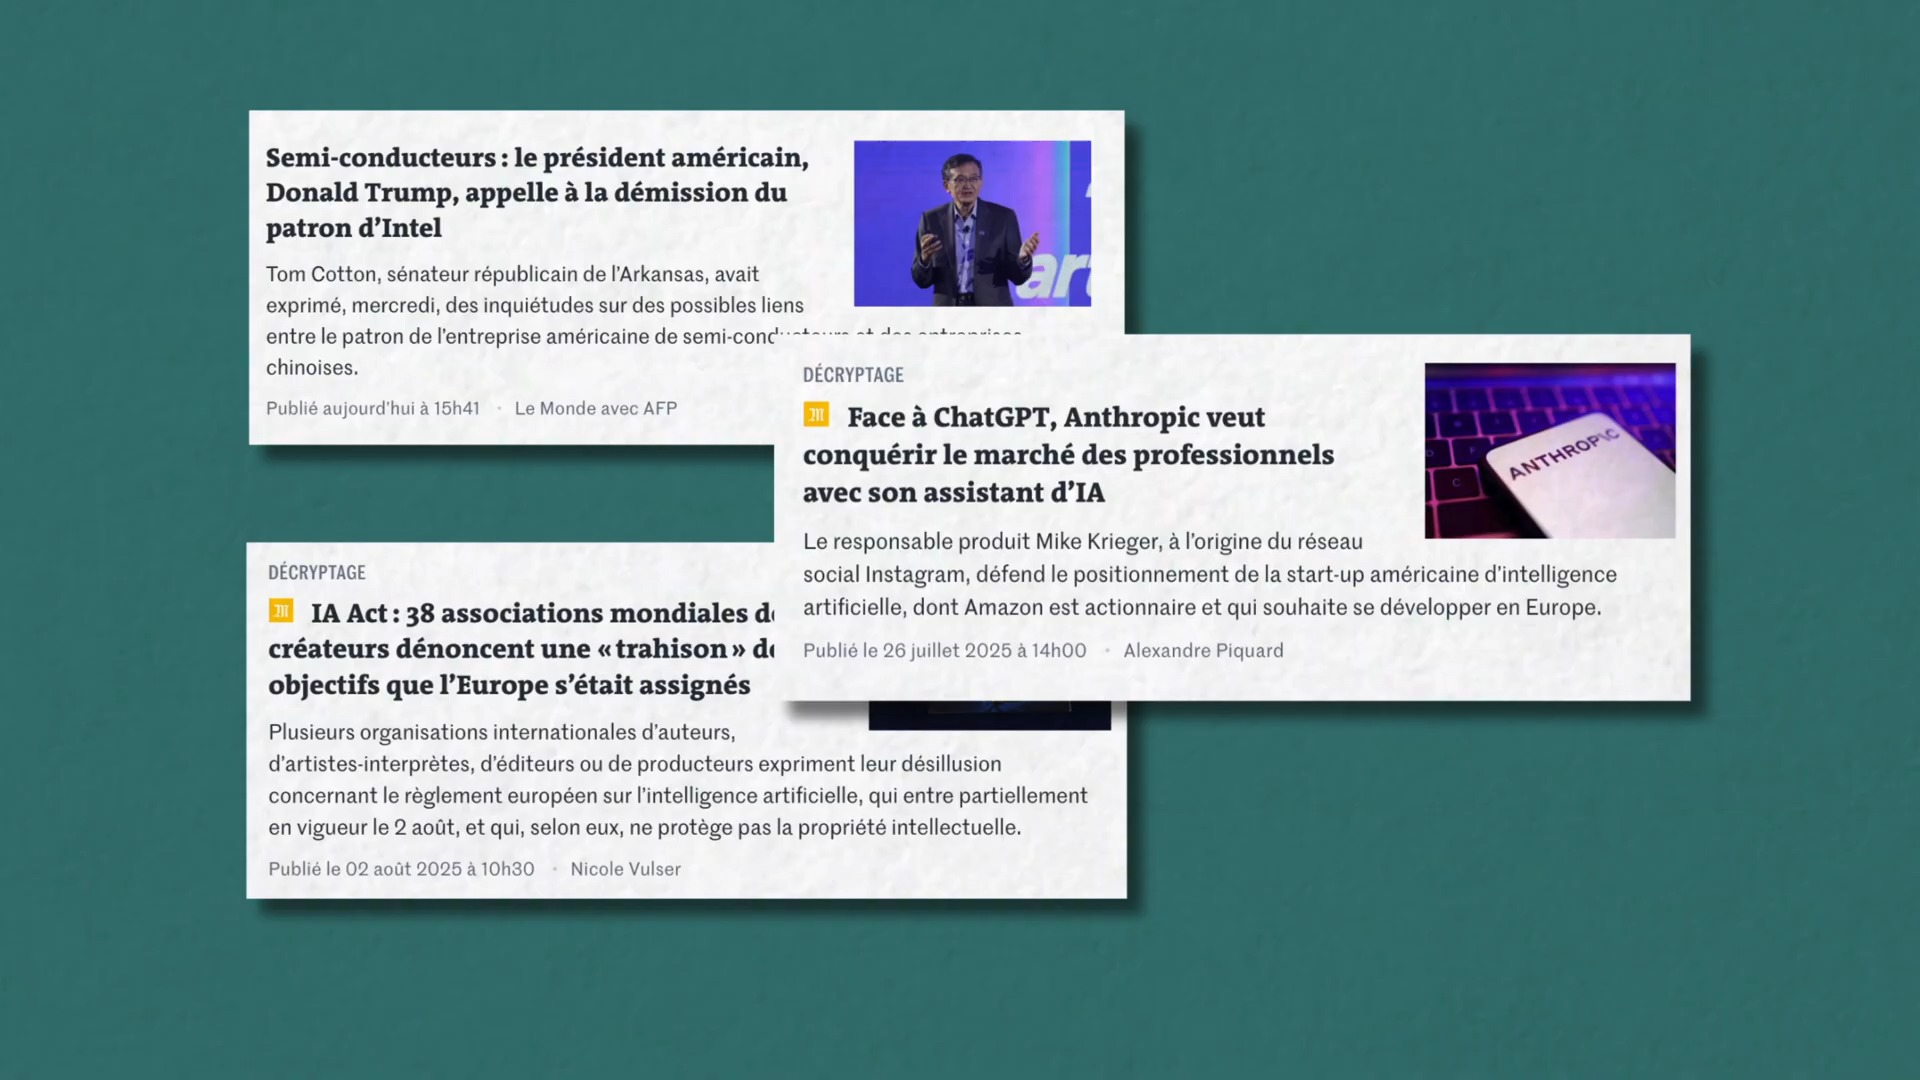 Semi-conducteurs : le président américain,
Donald Trump, appelle à la démission du
patron d’Intel
Tom Cotton, sénateur républicain de l’Arkansas, avait
exprimé, mercredi, des inquiétudes sur des possibles liens
entre le patron de l’entreprise américaine de semi-conducteurs et des entreprises
chinoises.
Publié aujourd’hui à 15h41 • Le Monde avec AFP
art
DÉCRYPTAGE
Face à ChatGPT, Anthropic veut
conquérir le marché des professionnels
avec son assistant d’IA
Le responsable produit Mike Krieger, à l’origine du réseau
social Instagram, défend le positionnement de la start-up américaine d’intelligence
artificielle, dont Amazon est actionnaire et qui souhaite se développer en Europe.
Publié le 26 juillet 2025 à 14h00 • Alexandre Piquard
ANTHROPIC
DÉCRYPTAGE
IA Act : 38 associations mondiales
créateurs dénoncent une « trahison »
objectifs que l’Europe s’était assignés
Plusieurs organisations internationales d’auteurs,
d’artistes-interprètes, d’éditeurs ou de producteurs expriment leur désillusion
concernant le règlement européen sur l’intelligence artificielle, qui entre partiellement
en vigueur le 2 août, et qui, selon eux, ne protège pas la propriété intellectuelle.
Publié le 02 août 2025 à 10h30 • Nicole Vulser